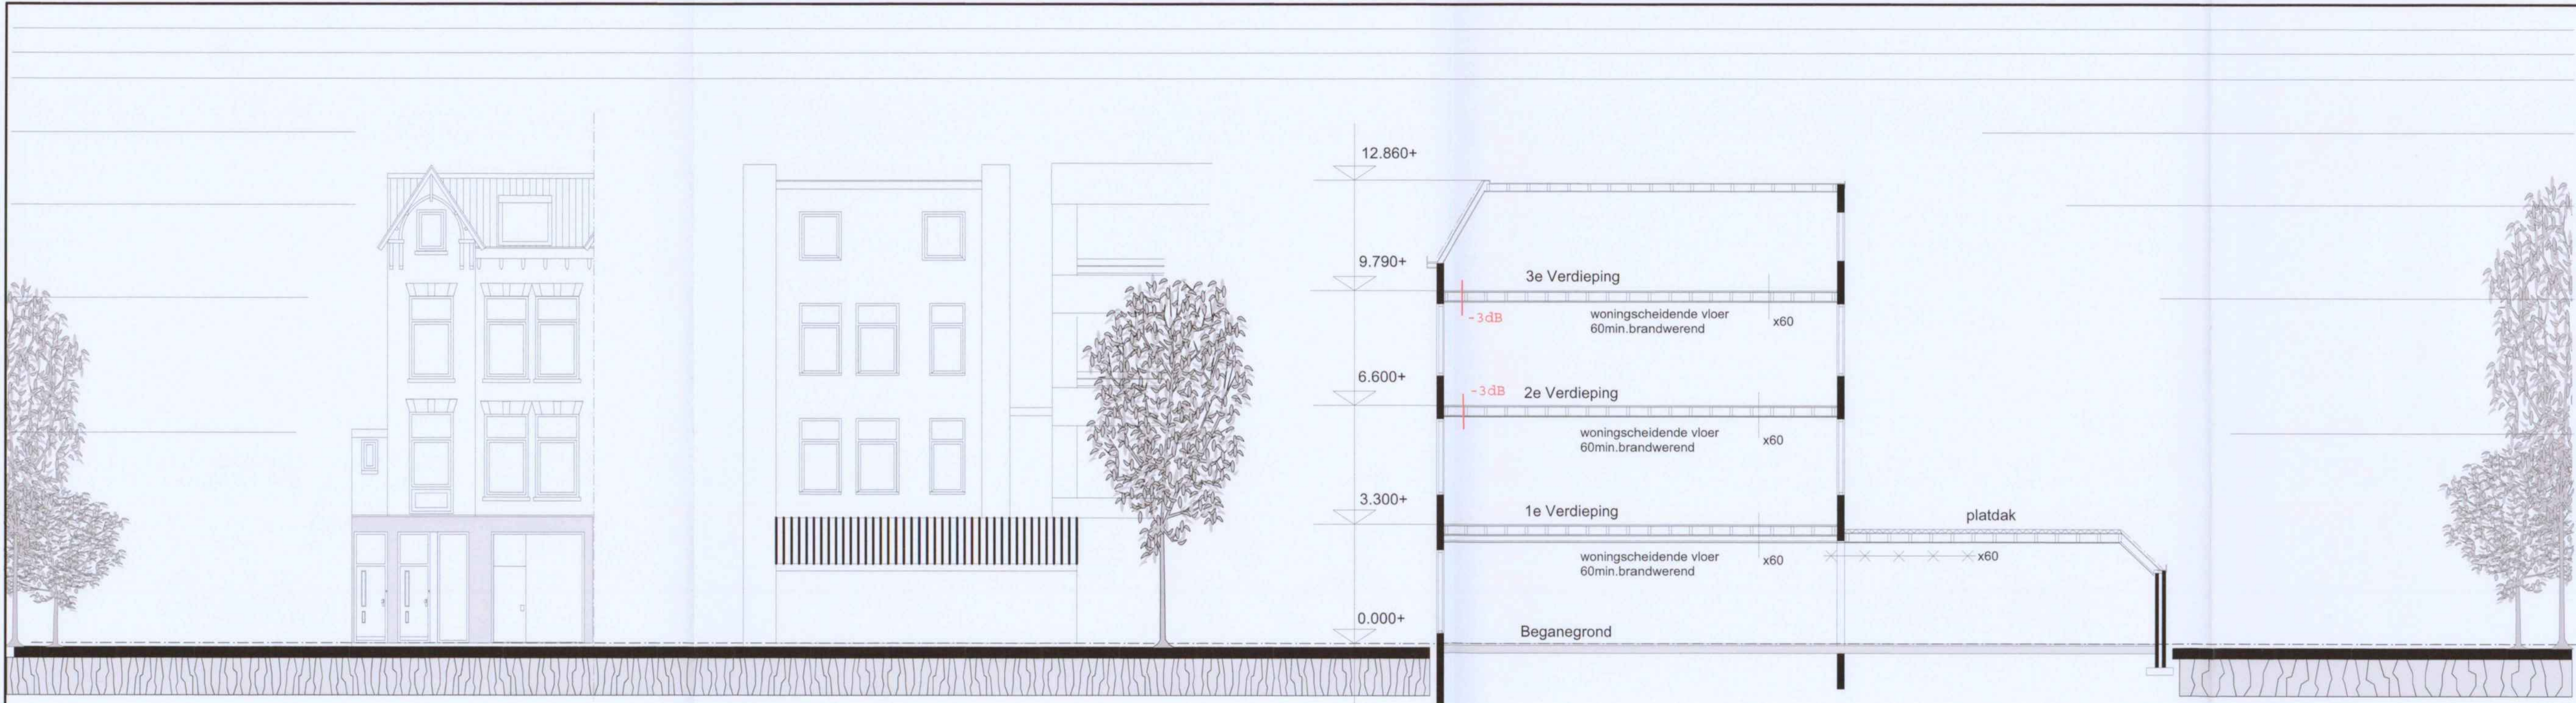 12.860+
9.790+
3e Verdieping
-3dB
woningscheidende vloer
60min.brandwerend
x60
6.600+
-3dB
2e Verdieping
woningscheidende vloer
60min.brandwerend
x60
3.300+
1e Verdieping
platdak
woningscheidende vloer
60min.brandwerend
x60
x60
0.000+
Beganegrond